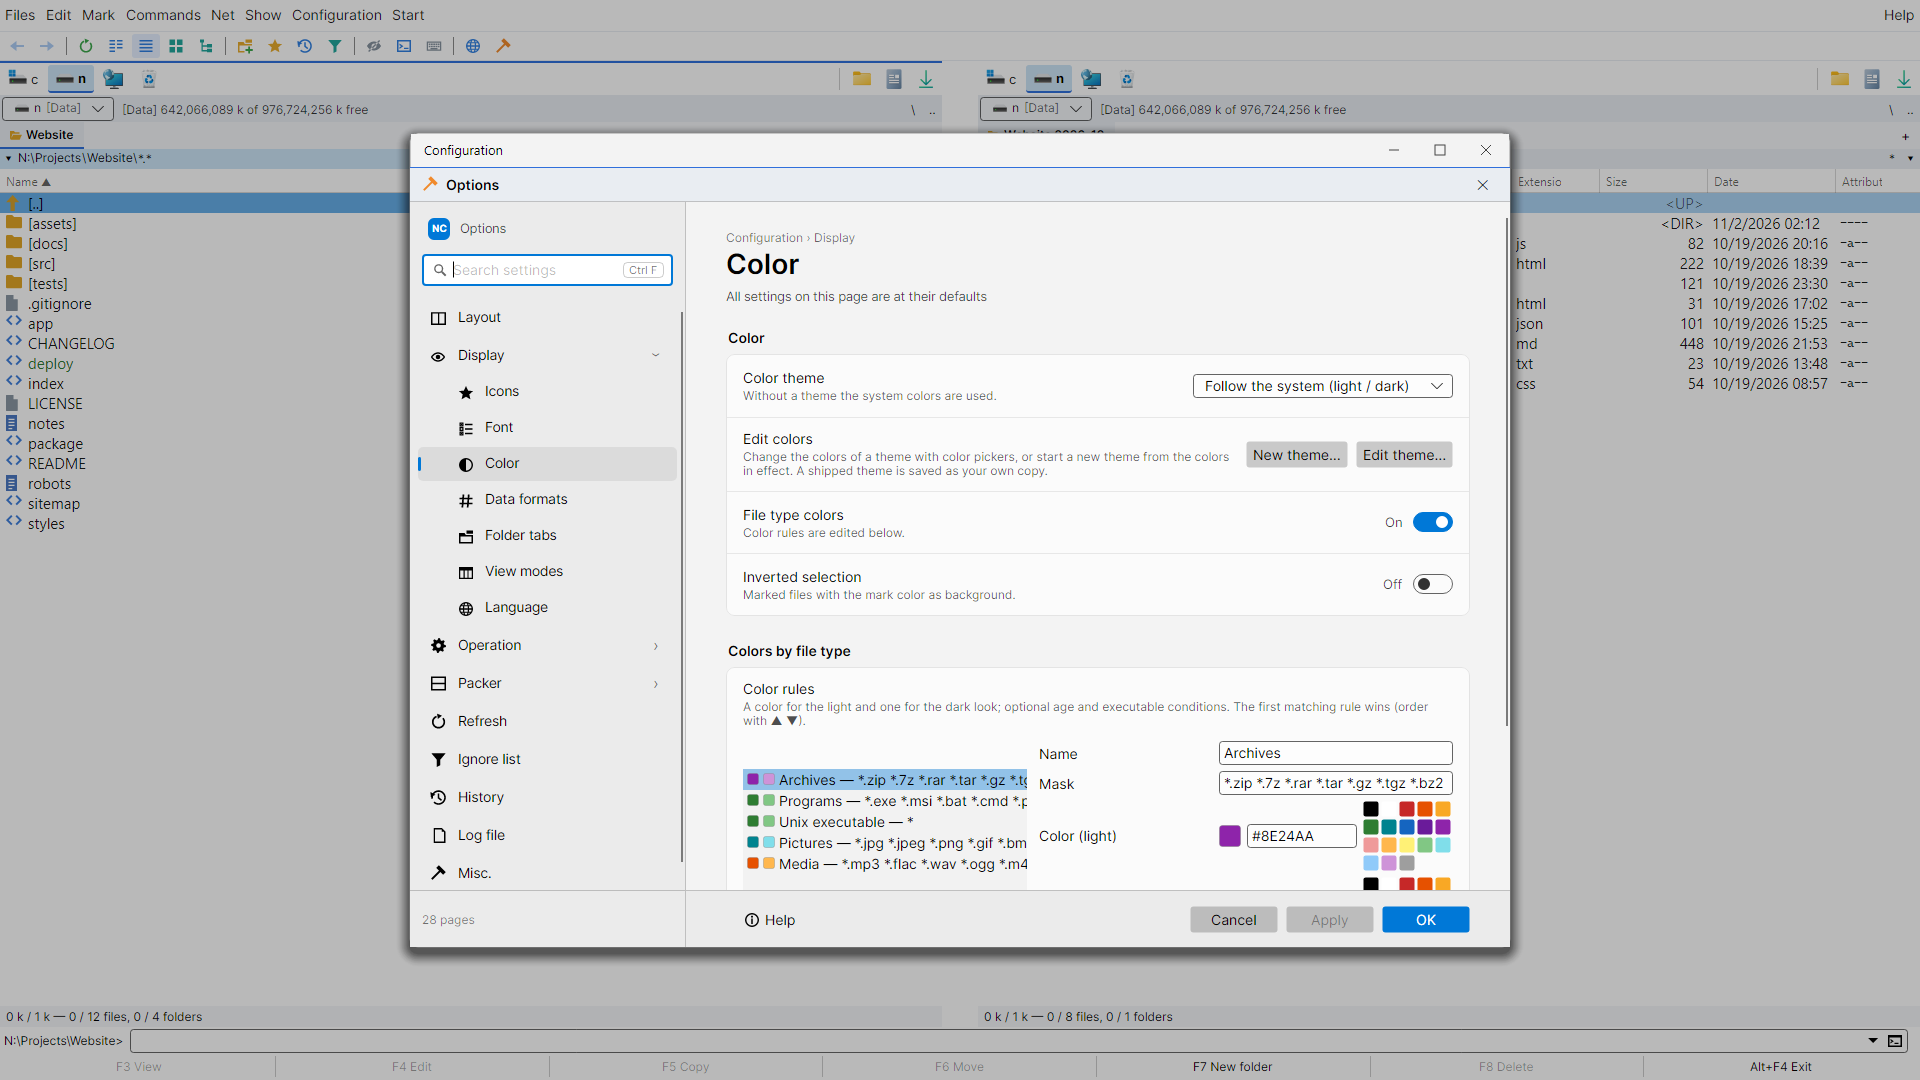 Files Edit Mark Commands Net Show Configuration Start Help
c n c n
n [Data] [Data] 642,066,089 k of 976,724,256 k free \ .. n [Data] [Data] 642,066,089 k of 976,724,256 k free \ ..
Website +
N:\Projects\Website\*.* *
Name Extensio Size Date Attribut
[..] <UP>
[assets] <DIR> 11/2/2026 02:12 ----
[docs] js 82 10/19/2026 20:16 -a--
[src] html 222 10/19/2026 18:39 -a--
[tests] 121 10/19/2026 23:30 -a--
.gitignore html 31 10/19/2026 17:02 -a--
app json 101 10/19/2026 15:25 -a--
CHANGELOG md 448 10/19/2026 21:53 -a--
deploy txt 23 10/19/2026 13:48 -a--
index css 54 10/19/2026 08:57 -a--
LICENSE
notes
package
README
robots
sitemap
styles
Configuration
Options
NC Options
Search settings Ctrl F
Layout
Display
Icons
Font
Color
Data formats
Folder tabs
View modes
Language
Operation
Packer
Refresh
Ignore list
History
Log file
Misc.
28 pages
Configuration › Display
Color
All settings on this page are at their defaults
Color
Color theme
Without a theme the system colors are used.
Follow the system (light / dark)
Edit colors
Change the colors of a theme with color pickers, or start a new theme from the colors
in effect. A shipped theme is saved as your own copy.
New theme... Edit theme...
File type colors
Color rules are edited below.
On
Inverted selection
Marked files with the mark color as background.
Off
Colors by file type
Color rules
A color for the light and one for the dark look; optional age and executable conditions. The first matching rule wins (order
with ▲ ▼).
Archives — *.zip *.7z *.rar *.tar *.gz *.tg
Programs — *.exe *.msi *.bat *.cmd *.p
Unix executable — *
Pictures — *.jpg *.jpeg *.png *.gif *.bm
Media — *.mp3 *.flac *.wav *.ogg *.m4
Name Archives
Mask *.zip *.7z *.rar *.tar *.gz *.tgz *.bz2
Color (light) #8E24AA
Help Cancel Apply OK
0 k / 1 k — 0 / 12 files, 0 / 4 folders 0 k / 1 k — 0 / 8 files, 0 / 1 folders
N:\Projects\Website>
F3 View F4 Edit F5 Copy F6 Move F7 New folder F8 Delete Alt+F4 Exit